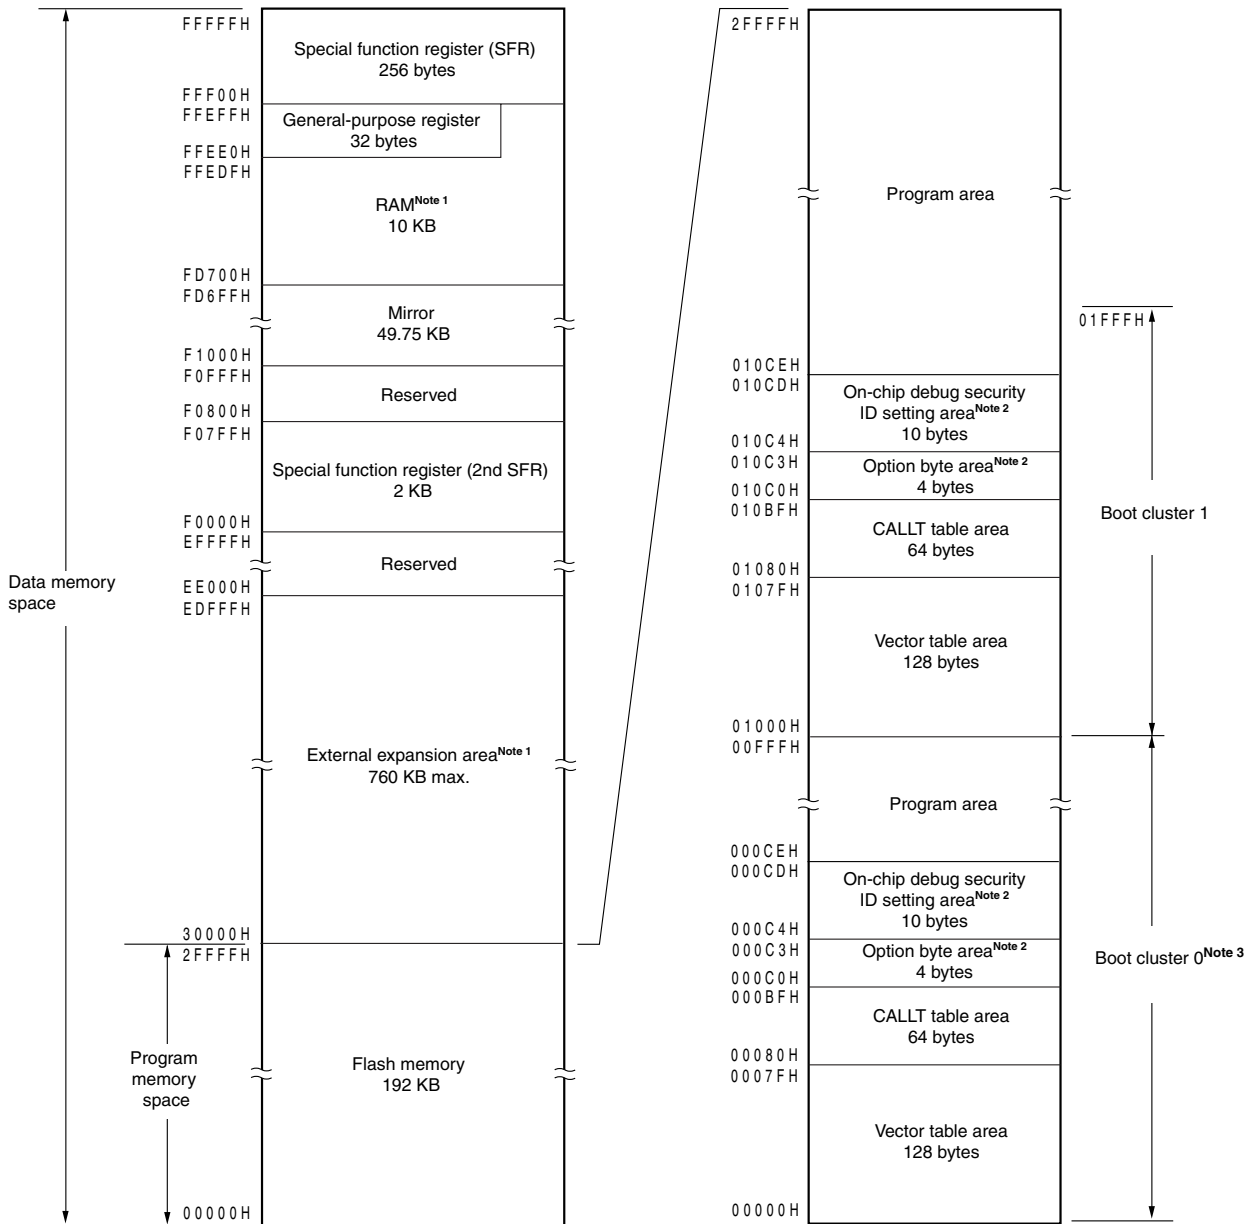 FFFFFH
Special function register (SFR)
256 bytes
FFF00H
FFEFFH
General-purpose register
32 bytes
FFEE0H
FFEDFH
RAMNote 1
10 KB
FD700H
FD6FFH
Mirror
49.75 KB
F1000H
F0FFFH
Reserved
F0800H
F07FFH
Special function register (2nd SFR)
2 KB
F0000H
EFFFFH
Reserved
EE000H
EDFFFH
Data memory
space
External expansion areaNote 1
760 KB max.
30000H
2FFFFH
Program
memory
space
Flash memory
192 KB
00000H
2FFFFH
Program area
01FFFH
010CEH
010CDH
On-chip debug security
ID setting areaNote 2
10 bytes
010C4H
010C3H
Option byte areaNote 2
4 bytes
010C0H
010BFH
CALLT table area
64 bytes
Boot cluster 1
01080H
0107FH
Vector table area
128 bytes
01000H
00FFFH
Program area
000CEH
000CDH
On-chip debug security
ID setting areaNote 2
10 bytes
000C4H
000C3H
Option byte areaNote 2
4 bytes
Boot cluster 0Note 3
000C0H
000BFH
CALLT table area
64 bytes
00080H
0007FH
Vector table area
128 bytes
00000H